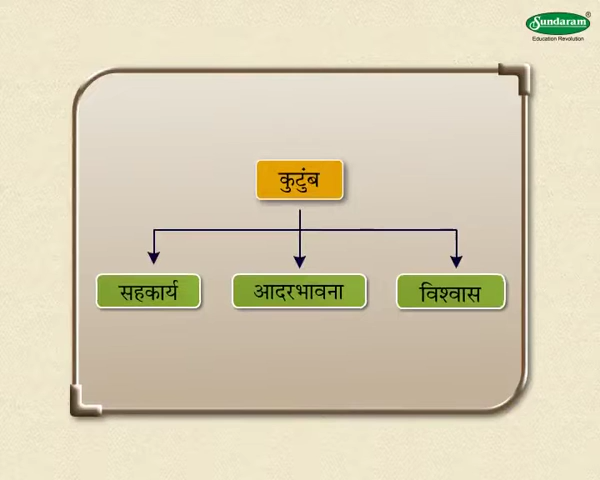 Sundaram®
Education Revolution
कुटुंब
सहकार्य
आदरभावना
विश्वास